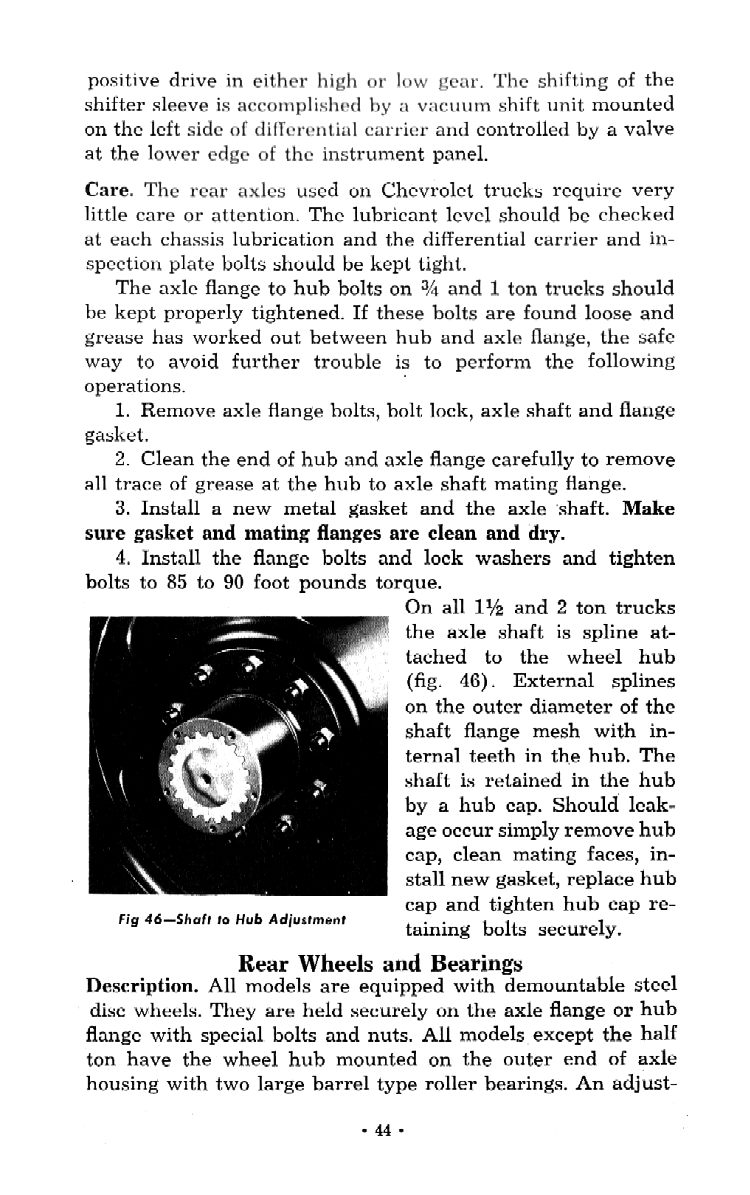 positive drive in either high or low gear. The shifting of the
shifter sleeve is accomplished by a vacuum shift unit mounted
on the left side of differential carrier and controlled by a valve
at the lower edge of the instrument panel.
Care. The rear axles used on Chevrolet trucks require very
little care or attention. The lubricant level should be checked
at each chassis lubrication and the differential carrier and in-
spection plate bolts should be kept tight.
The axle flange to hub bolts on ¾ and 1 ton trucks should
be kept properly tightened. If these bolts are found loose and
grease has worked out between hub and axle flange, the safe
way to avoid further trouble is to perform the following
operations.
1. Remove axle flange bolts, bolt lock, axle shaft and flange
gasket.
2. Clean the end of hub and axle flange carefully to remove
all trace of grease at the hub to axle shaft mating flange.
3. Install a new metal gasket and the axle shaft. Make
sure gasket and mating flanges are clean and dry.
4. Install the flange bolts and lock washers and tighten
bolts to 85 to 90 foot pounds torque.
On all 1½ and 2 ton trucks
the axle shaft is spline at-
tached to the wheel hub
(fig. 46). External splines
on the outer diameter of the
shaft flange mesh with in-
ternal teeth in the hub. The
shaft is retained in the hub
by a hub cap. Should leak-
age occur simply remove hub
cap, clean mating faces, in-
stall new gasket, replace hub
cap and tighten hub cap re-
taining bolts securely.
Fig 46—Shaft to Hub Adjustment
Rear Wheels and Bearings
Description. All models are equipped with demountable steel
disc wheels. They are held securely on the axle flange or hub
flange with special bolts and nuts. All models except the half
ton have the wheel hub mounted on the outer end of axle
housing with two large barrel type roller bearings. An adjust-
• 44 •